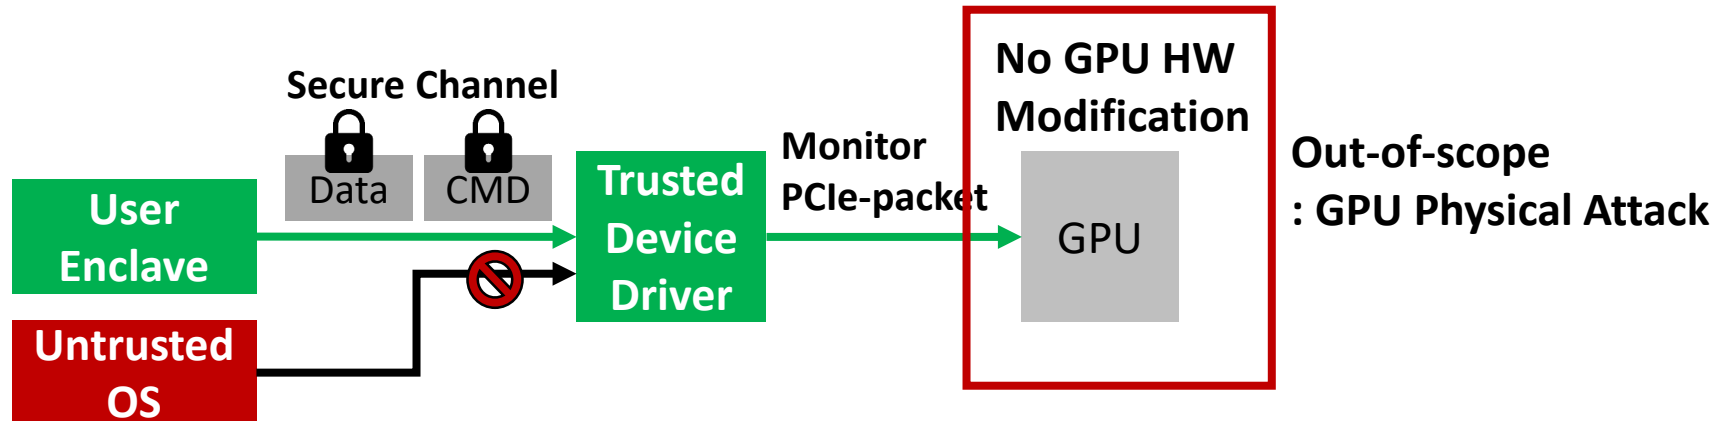 Secure Channel
Data
CMD
User
Enclave
Untrusted
OS
Trusted
Device
Driver
Monitor
PCIe-packet
No GPU HW
Modification
GPU
Out-of-scope
: GPU Physical Attack